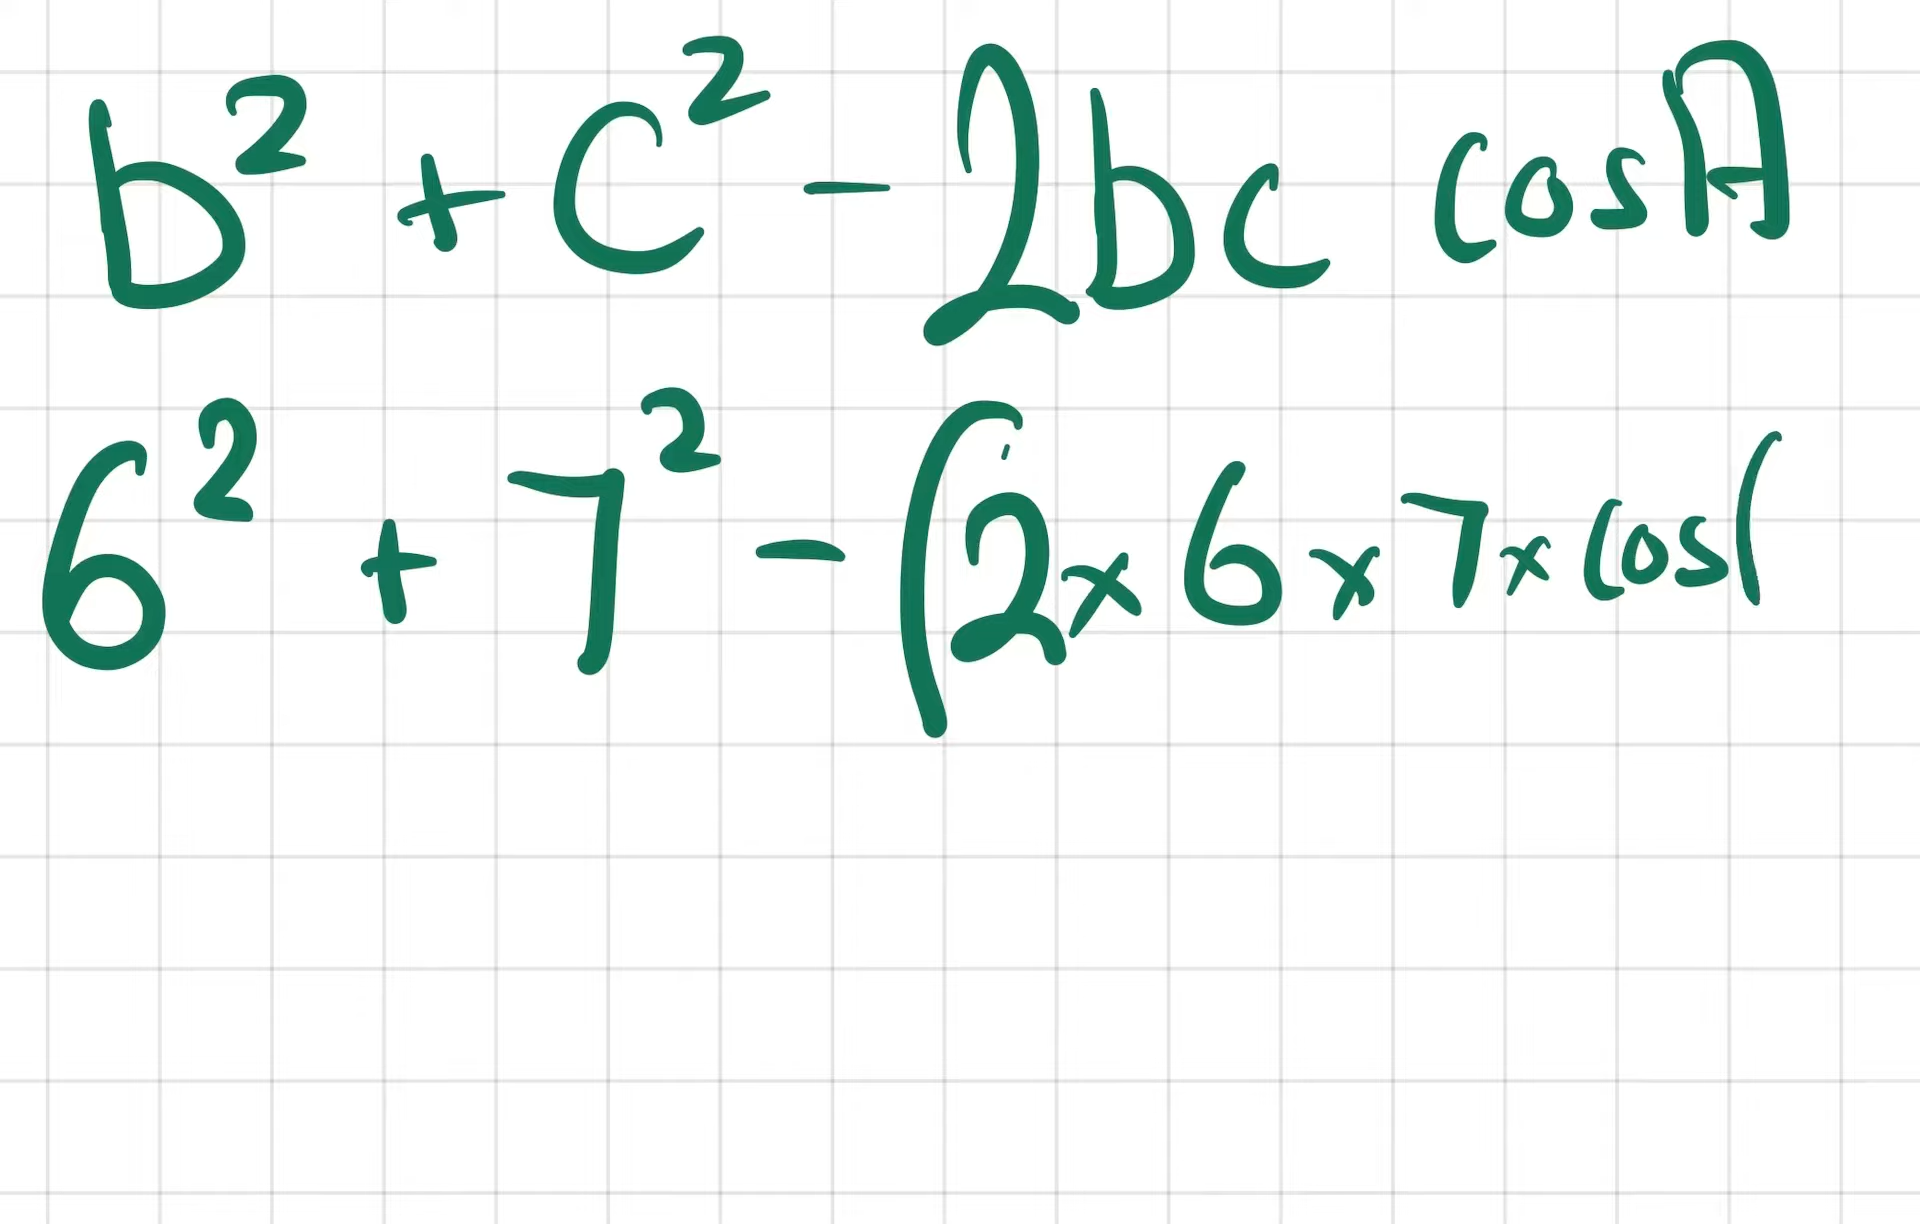 b² + c² - 2bc cosA
6² + 7² - (2 x 6 x 7 x cos(